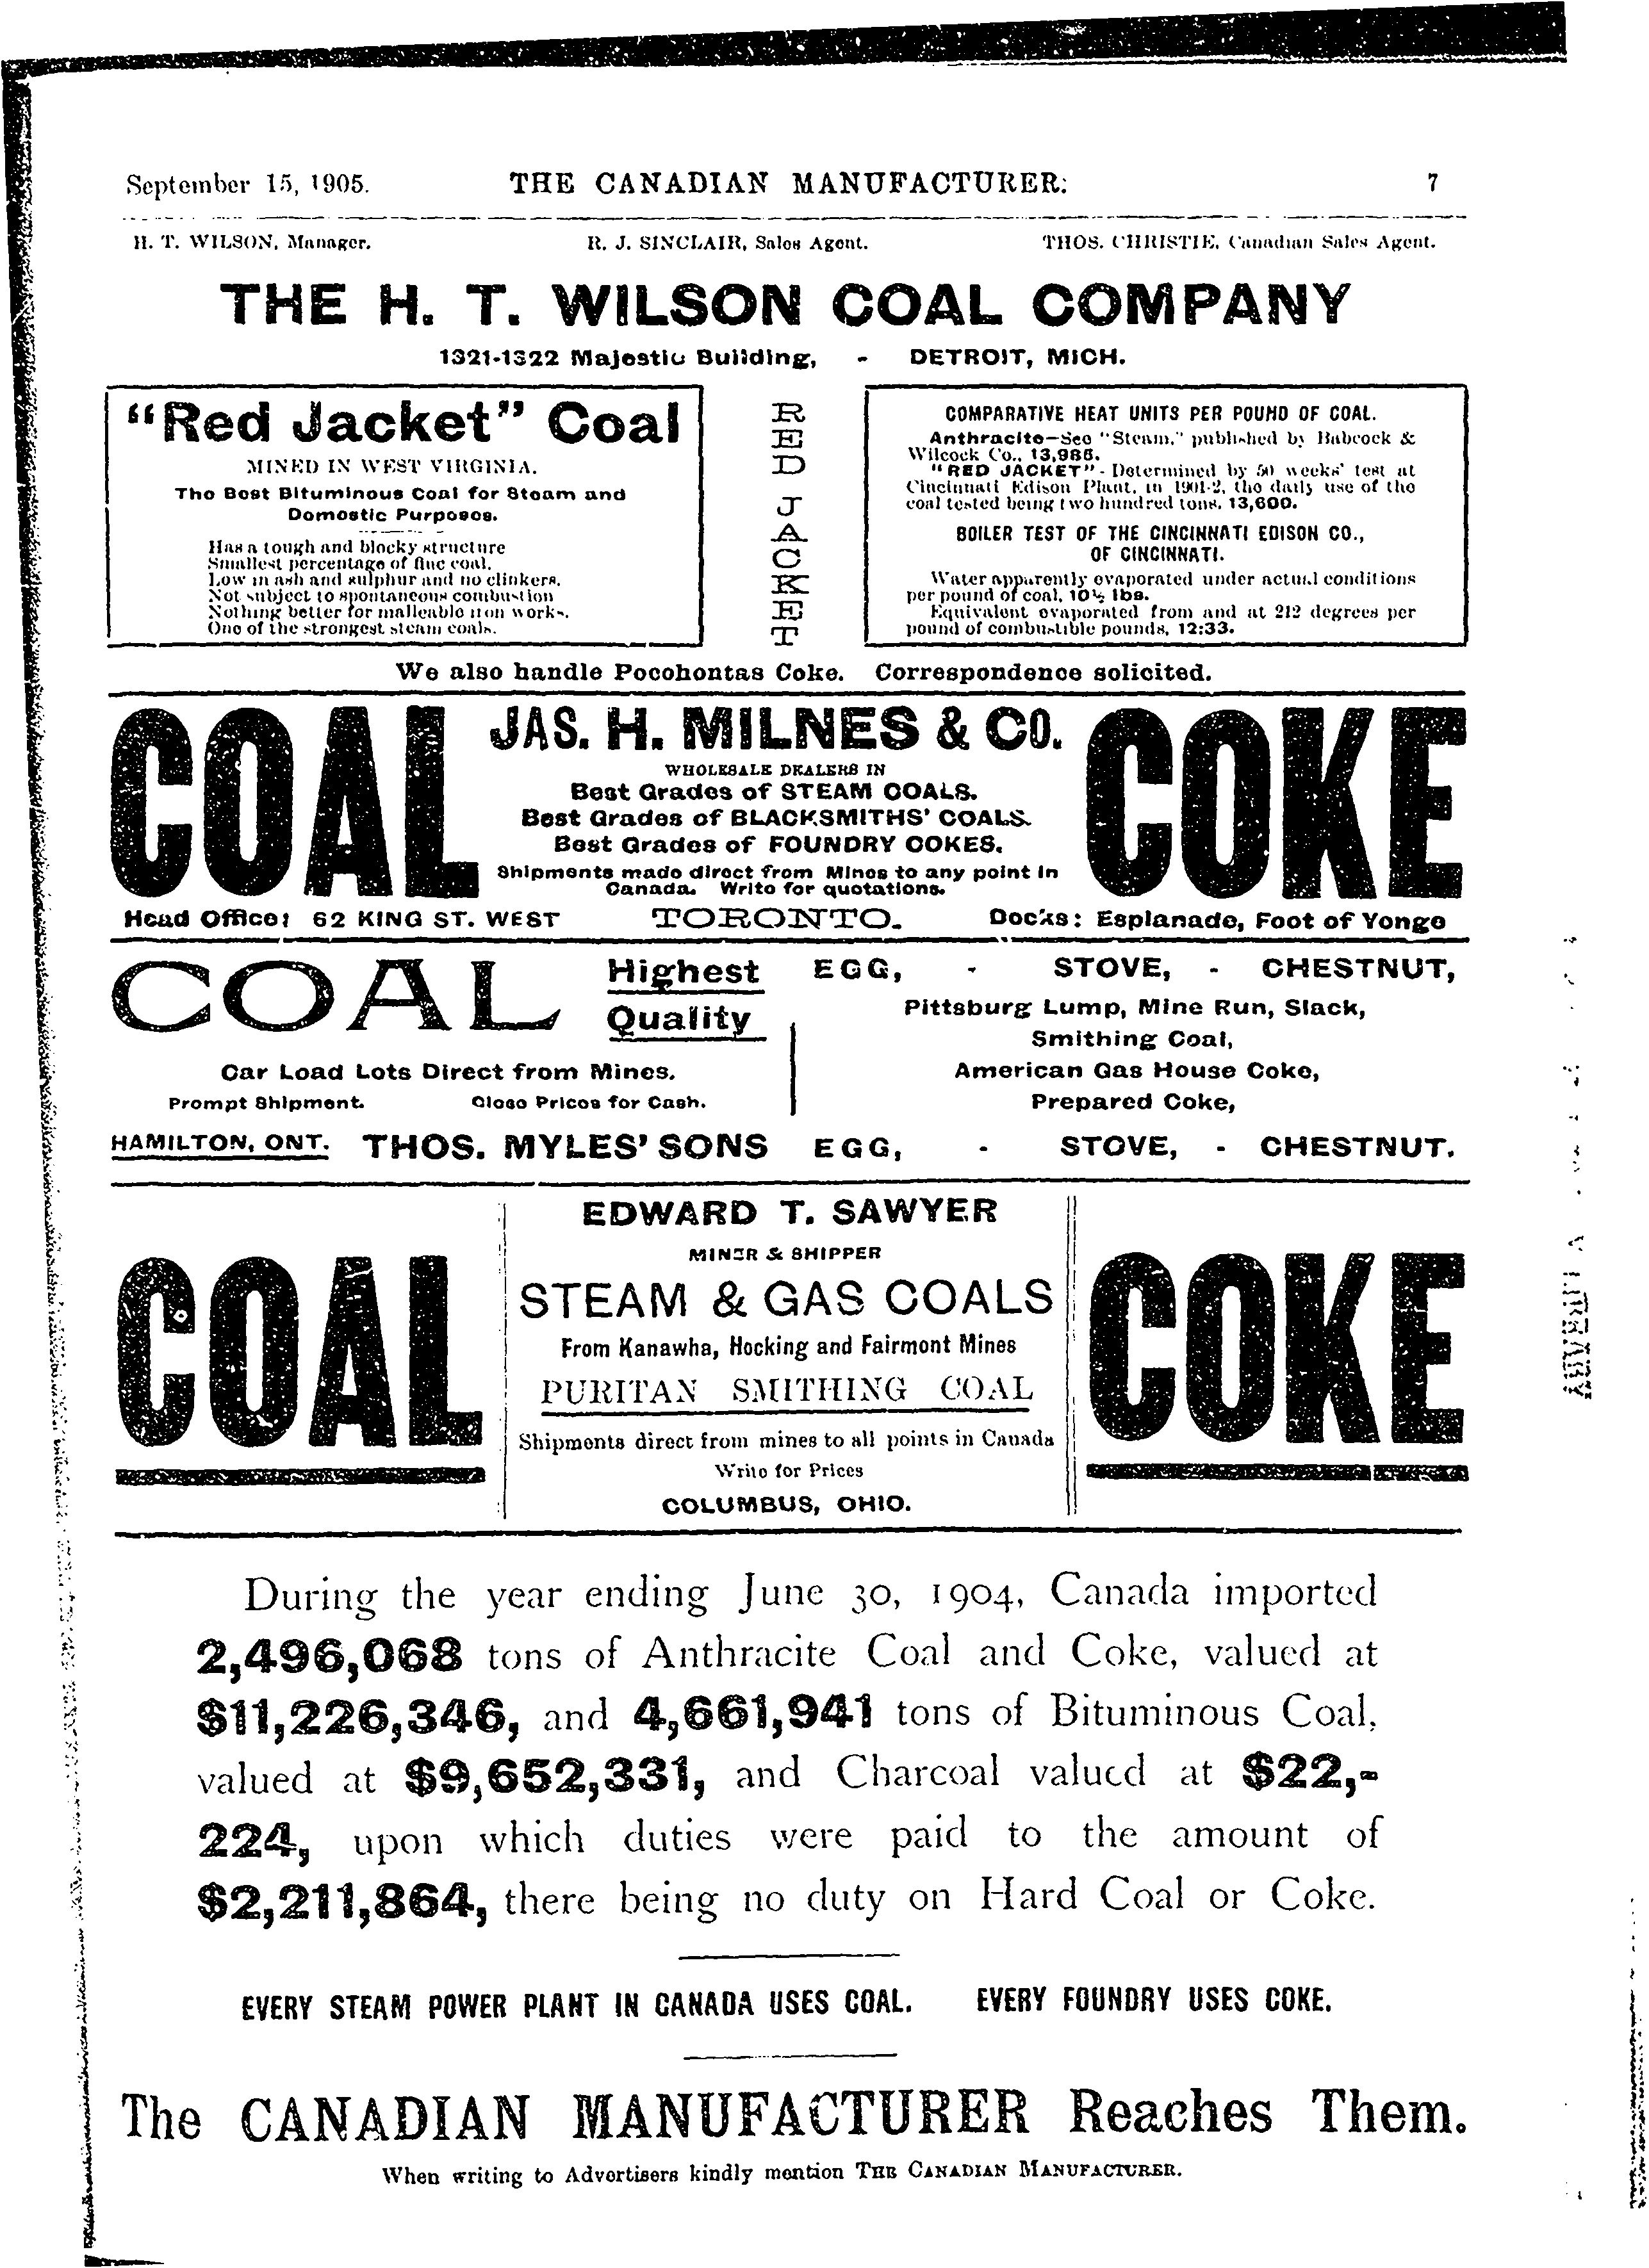 September 15, 1905. THE CANADIAN MANUFACTURER. 7
H. T. WILSON, Manager. R. J. SINCLAIR, Sales Agent. THOS. CHRISTIE, Canadian Sales Agent.
THE H. T. WILSON COAL COMPANY
1321-1322 Majestic Building, - DETROIT, MICH.
"Red Jacket" Coal
MINED IN WEST VIRGINIA.
The Best Bituminous Coal for Steam and
Domestic Purposes.
Has a tough and blocky structure
Smallest percentage of fine coal.
Low in ash and sulphur and no clinkers.
Not subject to spontaneous combustion
Nothing better for malleable iron works.
One of the strongest steam coals.
RED JACKET
COMPARATIVE HEAT UNITS PER POUND OF COAL.
Anthracite—See "Steam," published by Babcock &
Wilcock Co., 13,986.
"RED JACKET"- Determined by 50 weeks' test at
Cincinnati Edison Plant, in 1901-2, the daily use of the
coal tested being two hundred tons, 13,600.
BOILER TEST OF THE CINCINNATI EDISON CO.,
OF CINCINNATI.
Water apparently evaporated under actual conditions
per pound of coal, 10½ lbs.
Equivalent evaporated from and at 212 degrees per
pound of combustible pounds, 12:33.
We also handle Pocohontas Coke. Correspondence solicited.
COAL
JAS. H. MILNES & CO.
WHOLESALE DEALERS IN
Best Grades of STEAM COALS.
Best Grades of BLACKSMITHS' COALS.
Best Grades of FOUNDRY COKES.
Shipments made direct from Mines to any point in
Canada. Write for quotations.
COKE
Head Office: 62 KING ST. WEST TORONTO. Docks: Esplanade, Foot of Yonge
COAL Highest
Quality
Car Load Lots Direct from Mines.
Prompt Shipment. Close Prices for Cash.
HAMILTON, ONT. THOS. MYLES' SONS
EGG, - STOVE, - CHESTNUT,
Pittsburg Lump, Mine Run, Slack,
Smithing Coal,
American Gas House Coke,
Prepared Coke,
EGG, - STOVE, - CHESTNUT.
COAL
EDWARD T. SAWYER
MINER & SHIPPER
STEAM & GAS COALS
From Kanawha, Hocking and Fairmont Mines
PURITAN SMITHING COAL
Shipments direct from mines to all points in Canada
Write for Prices
COLUMBUS, OHIO.
COKE
During the year ending June 30, 1904, Canada imported
2,496,068 tons of Anthracite Coal and Coke, valued at
$11,226,346, and 4,661,941 tons of Bituminous Coal,
valued at $9,652,331, and Charcoal valued at $22,-
224, upon which duties were paid to the amount of
$2,211,864, there being no duty on Hard Coal or Coke.
EVERY STEAM POWER PLANT IN CANADA USES COAL. EVERY FOUNDRY USES COKE.
The CANADIAN MANUFACTURER Reaches Them.
When writing to Advertisers kindly mention THE CANADIAN MANUFACTURER.
LIBRARY